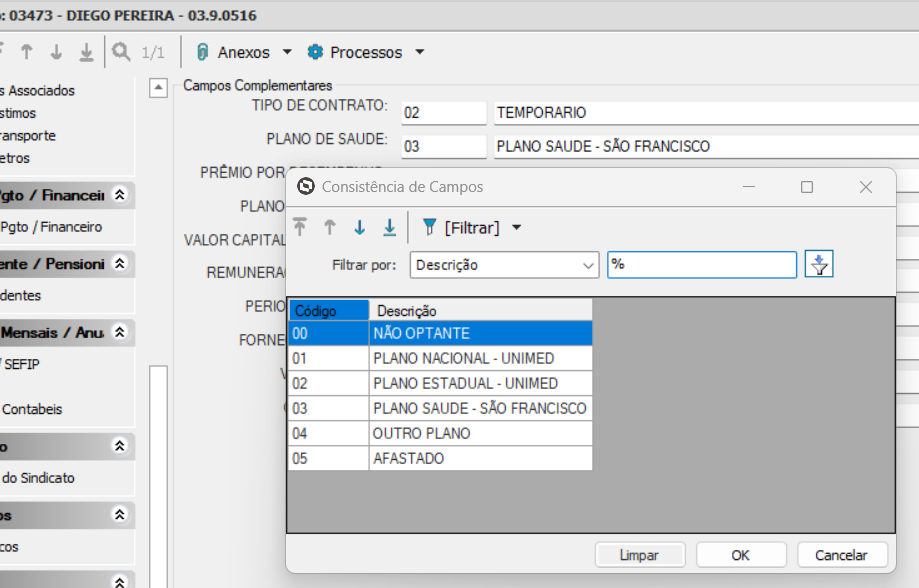 : 03473 - DIEGO PEREIRA - 03.9.0516
1/1 Anexos Processos
s Associados
stimos
ransporte
etros
gto / Financeir
Pgto / Financeiro
ente / Pensioni
dentes
Mensais / Anu
/ SEFIP
Contabeis
o
do Sindicato
os
cos
Campos Complementares
TIPO DE CONTRATO: 02 TEMPORARIO
PLANO DE SAUDE: 03 PLANO SAUDE - SÃO FRANCISCO
PRÊMIO POR
PLANO
VALOR CAPITAL
REMUNERA
PERIO
FORNE
Consistência de Campos
[Filtrar]
Filtrar por: Descrição %
Código Descrição
00 NÃO OPTANTE
01 PLANO NACIONAL - UNIMED
02 PLANO ESTADUAL - UNIMED
03 PLANO SAUDE - SÃO FRANCISCO
04 OUTRO PLANO
05 AFASTADO
Limpar OK Cancelar